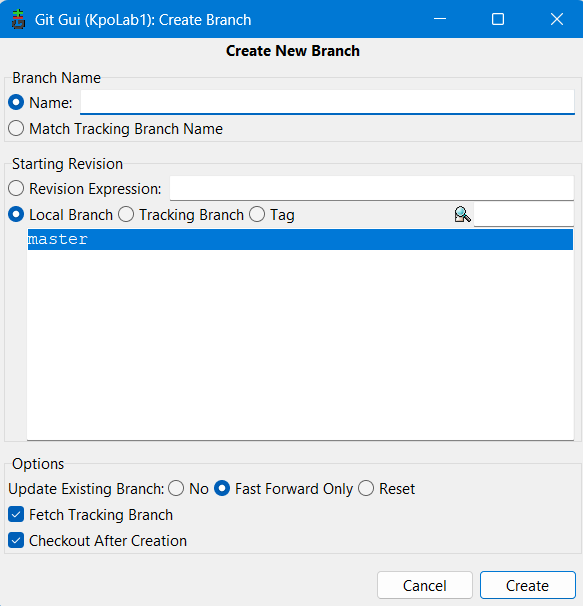 Git Gui (KpoLab1): Create Branch
Create New Branch
Branch Name
Name:
Match Tracking Branch Name
Starting Revision
Revision Expression:
Local Branch Tracking Branch Tag
master
Options
Update Existing Branch: No Fast Forward Only Reset
Fetch Tracking Branch
Checkout After Creation
Cancel Create